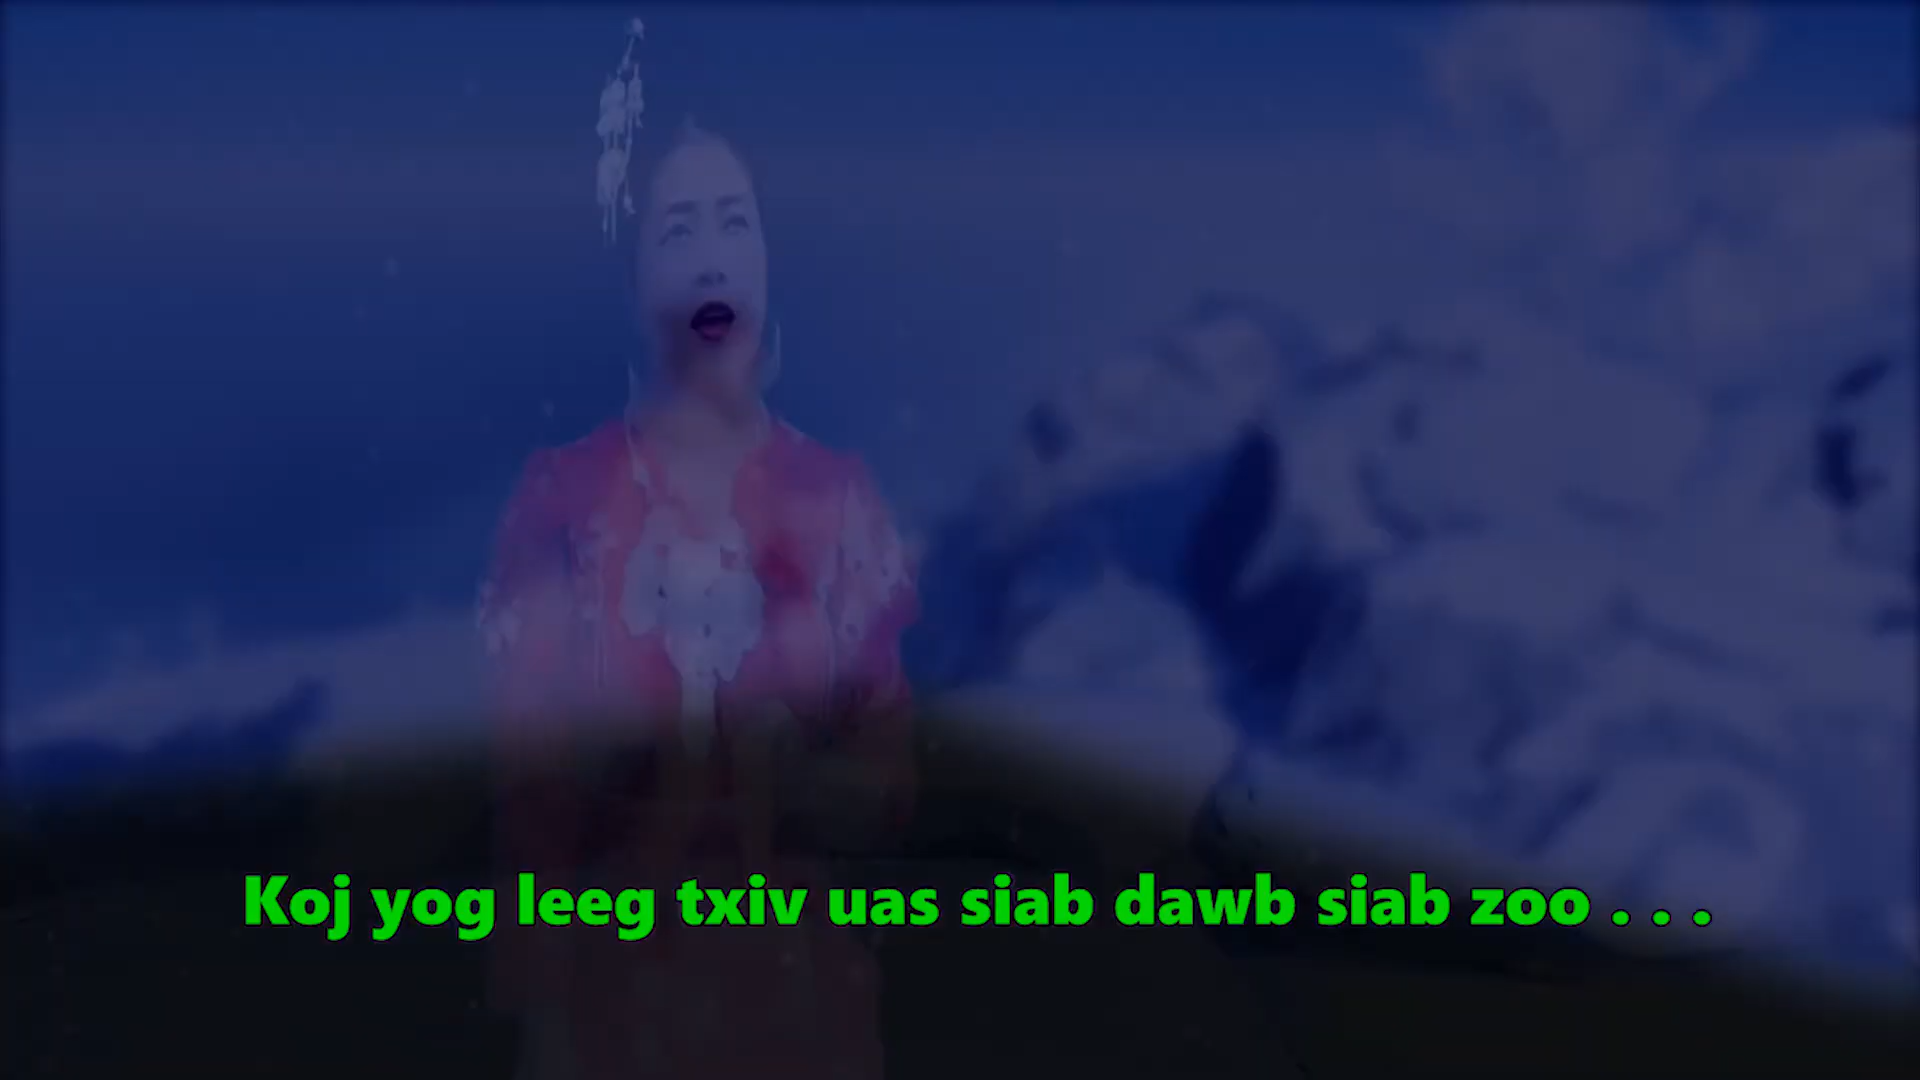 Koj yog leeg txiv uas siab dawb siab zoo . . .